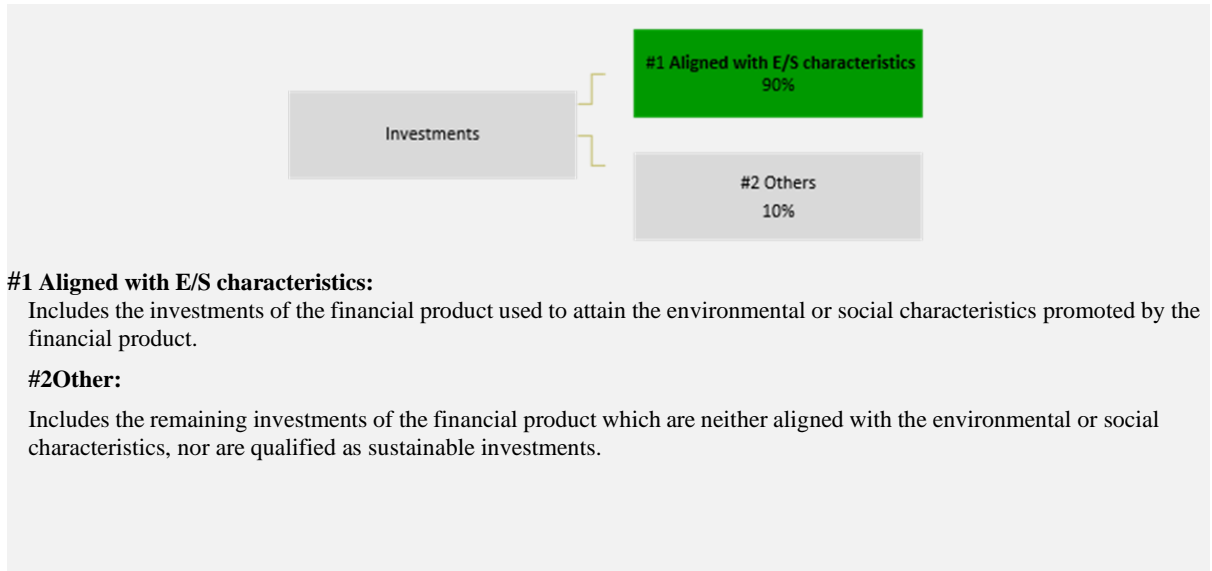 #1 Aligned with E/S characteristics
90%
Investments
#2 Others
10%
#1 Aligned with E/S characteristics:
Includes the investments of the financial product used to attain the environmental or social characteristics promoted by the
financial product.
#2Other:
Includes the remaining investments of the financial product which are neither aligned with the environmental or social
characteristics, nor are qualified as sustainable investments.